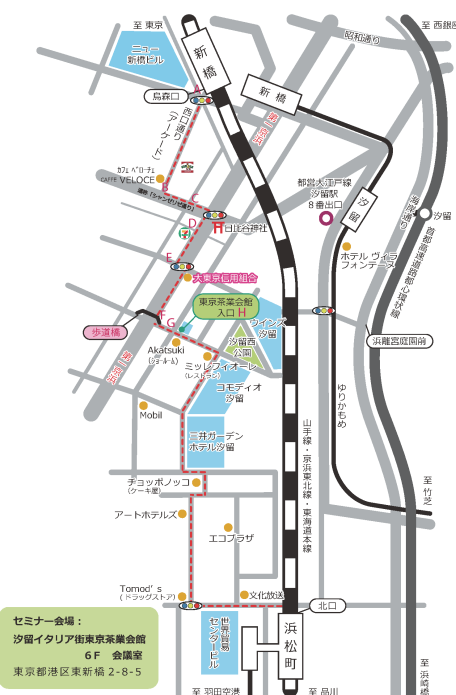 至 東京
至 西銀座
昭和通り
ニュー
新橋ビル
新橋
新橋
A
烏森口
西口通り
(アーケード)
第一京浜
カフェ ベローチェ
CAFFE VELOCE
B
C
通称「シャンゼリゼ通り」
都営大江戸線
汐留駅
8番出口
汐留
海岸通り
汐留
D
日比谷神社
首都高速道路都心環状線
ホテル ヴィラ
フォンテーヌ
E
大東京信用組合
東京茶業会館
入口 H
F
G
歩道橋
ウインズ
汐留
浜離宮庭園前
汐留西
公園
Akatsuki
(ショールーム)
第一京浜
ミッレフィオーレ
(レストラン)
コモディオ
汐留
ゆりかもめ
Mobil
三井ガーデン
ホテル汐留
山手線・京浜東北線・東海道本線
チョッポノッコ
(ケーキ屋)
至 竹芝
アートホテルズ
エコプラザ
Tomod's
(ドラッグストア)
文化放送
北口
世界貿易
センタービル
浜松町
セミナー会場：
汐留イタリア街東京茶業会館
6F 会議室
東京都港区東新橋 2-8-5
至 羽田空港
至 品川
至 浜崎橋